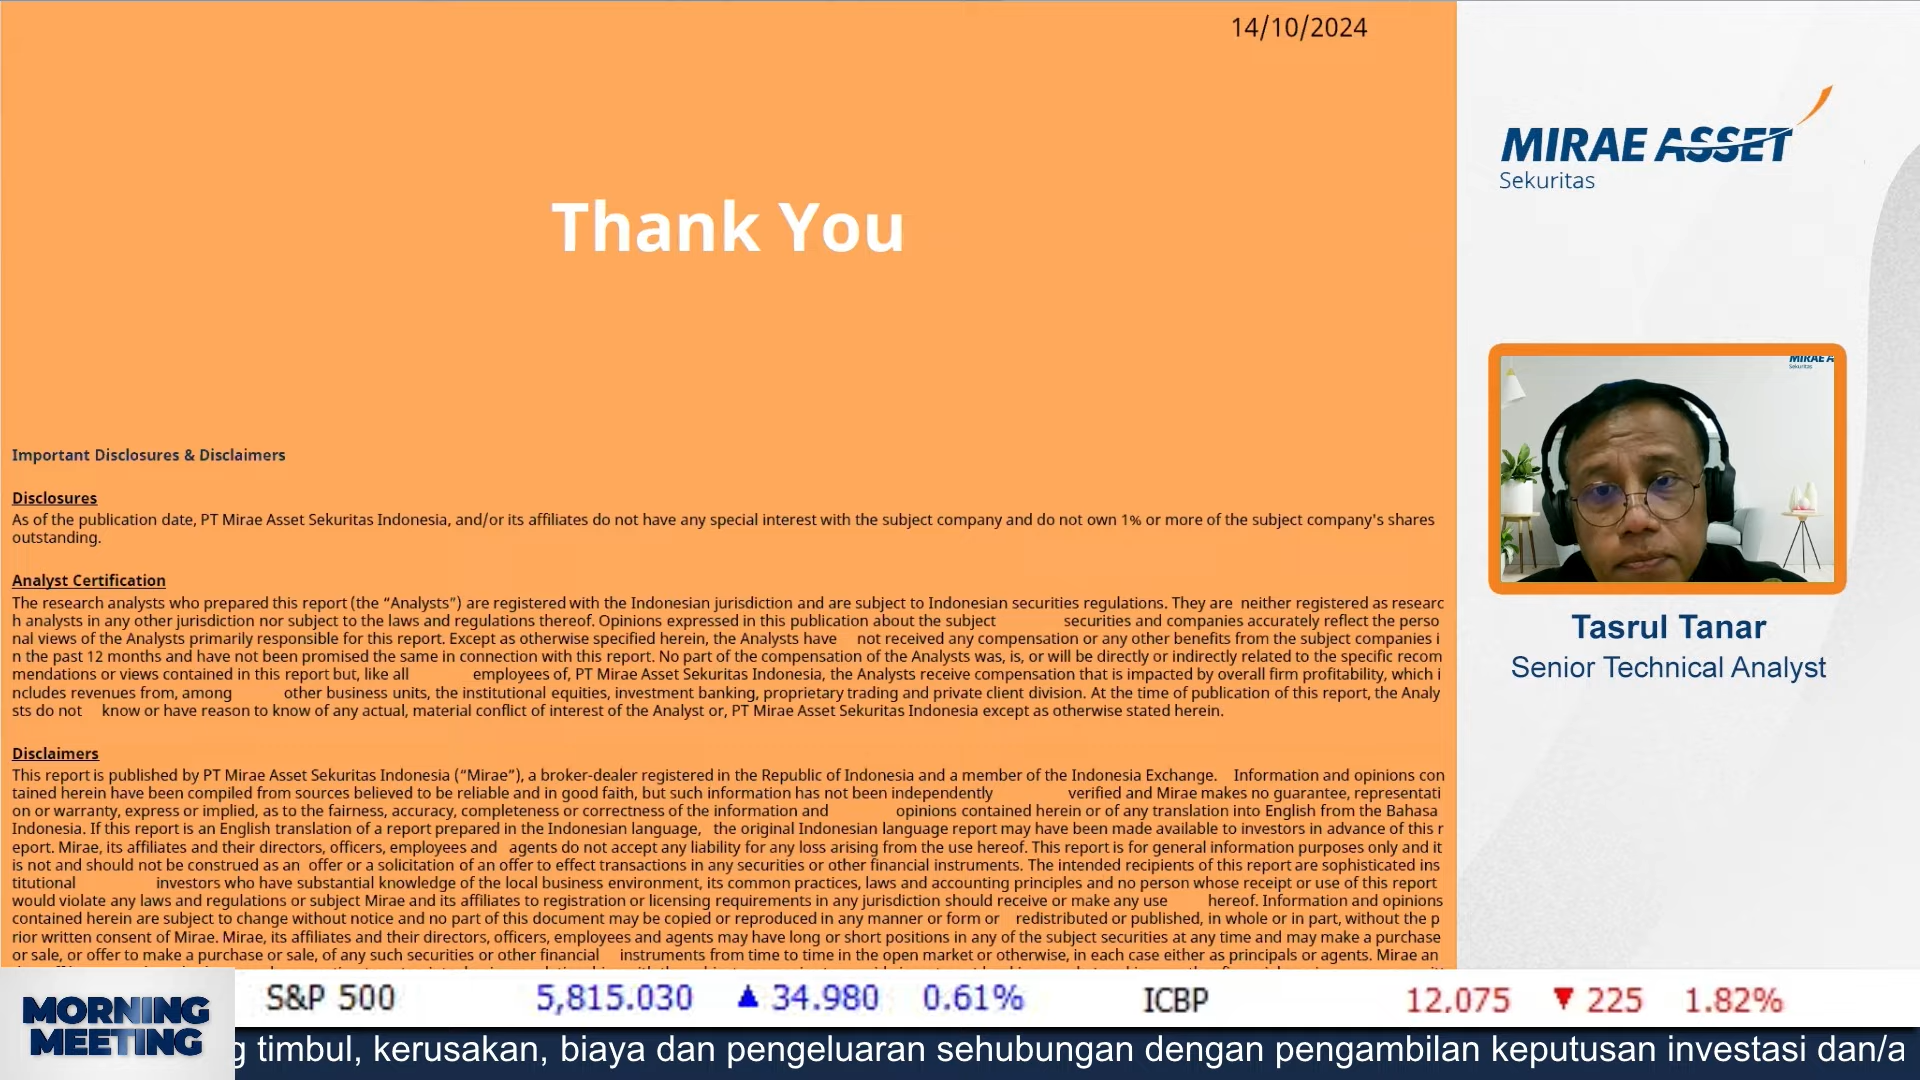 14/10/2024
Thank You
Important Disclosures & Disclaimers
Disclosures
As of the publication date, PT Mirae Asset Sekuritas Indonesia, and/or its affiliates do not have any special interest with the subject company and do not own 1% or more of the subject company's shares
outstanding.
Analyst Certification
The research analysts who prepared this report (the “Analysts”) are registered with the Indonesian jurisdiction and are subject to Indonesian securities regulations. They are neither registered as researc
h analysts in any other jurisdiction nor subject to the laws and regulations thereof. Opinions expressed in this publication about the subject securities and companies accurately reflect the perso
nal views of the Analysts primarily responsible for this report. Except as otherwise specified herein, the Analysts have not received any compensation or any other benefits from the subject companies i
n the past 12 months and have not been promised the same in connection with this report. No part of the compensation of the Analysts was, is, or will be directly or indirectly related to the specific recom
mendations or views contained in this report but, like all employees of, PT Mirae Asset Sekuritas Indonesia, the Analysts receive compensation that is impacted by overall firm profitability, which i
ncludes revenues from, among other business units, the institutional equities, investment banking, proprietary trading and private client division. At the time of publication of this report, the Analy
sts do not know or have reason to know of any actual, material conflict of interest of the Analyst or, PT Mirae Asset Sekuritas Indonesia except as otherwise stated herein.
Disclaimers
This report is published by PT Mirae Asset Sekuritas Indonesia (“Mirae”), a broker-dealer registered in the Republic of Indonesia and a member of the Indonesia Exchange. Information and opinions con
tained herein have been compiled from sources believed to be reliable and in good faith, but such information has not been independently verified and Mirae makes no guarantee, representati
on or warranty, express or implied, as to the fairness, accuracy, completeness or correctness of the information and opinions contained herein or of any translation into English from the Bahasa
Indonesia. If this report is an English translation of a report prepared in the Indonesian language, the original Indonesian language report may have been made available to investors in advance of this r
eport. Mirae, its affiliates and their directors, officers, employees and agents do not accept any liability for any loss arising from the use hereof. This report is for general information purposes only and it
is not and should not be construed as an offer or a solicitation of an offer to effect transactions in any securities or other financial instruments. The intended recipients of this report are sophisticated ins
titutional investors who have substantial knowledge of the local business environment, its common practices, laws and accounting principles and no person whose receipt or use of this report
would violate any laws and regulations or subject Mirae and its affiliates to registration or licensing requirements in any jurisdiction should receive or make any use hereof. Information and opinions
contained herein are subject to change without notice and no part of this document may be copied or reproduced in any manner or form or redistributed or published, in whole or in part, without the p
rior written consent of Mirae. Mirae, its affiliates and their directors, officers, employees and agents may have long or short positions in any of the subject securities at any time and may make a purchase
or sale, or offer to make a purchase or sale, of any such securities or other financial instruments from time to time in the open market or otherwise, in each case either as principals or agents. Mirae an
MIRAE ASSET
Sekuritas
MIRAE A
Sekuritas
Tasrul Tanar
Senior Technical Analyst
S&P 500 5,815.030 ▲ 34.980 0.61% ICBP 12,075 ▼ 225 1.82%
MORNING
MEETING
g timbul, kerusakan, biaya dan pengeluaran sehubungan dengan pengambilan keputusan investasi dan/a